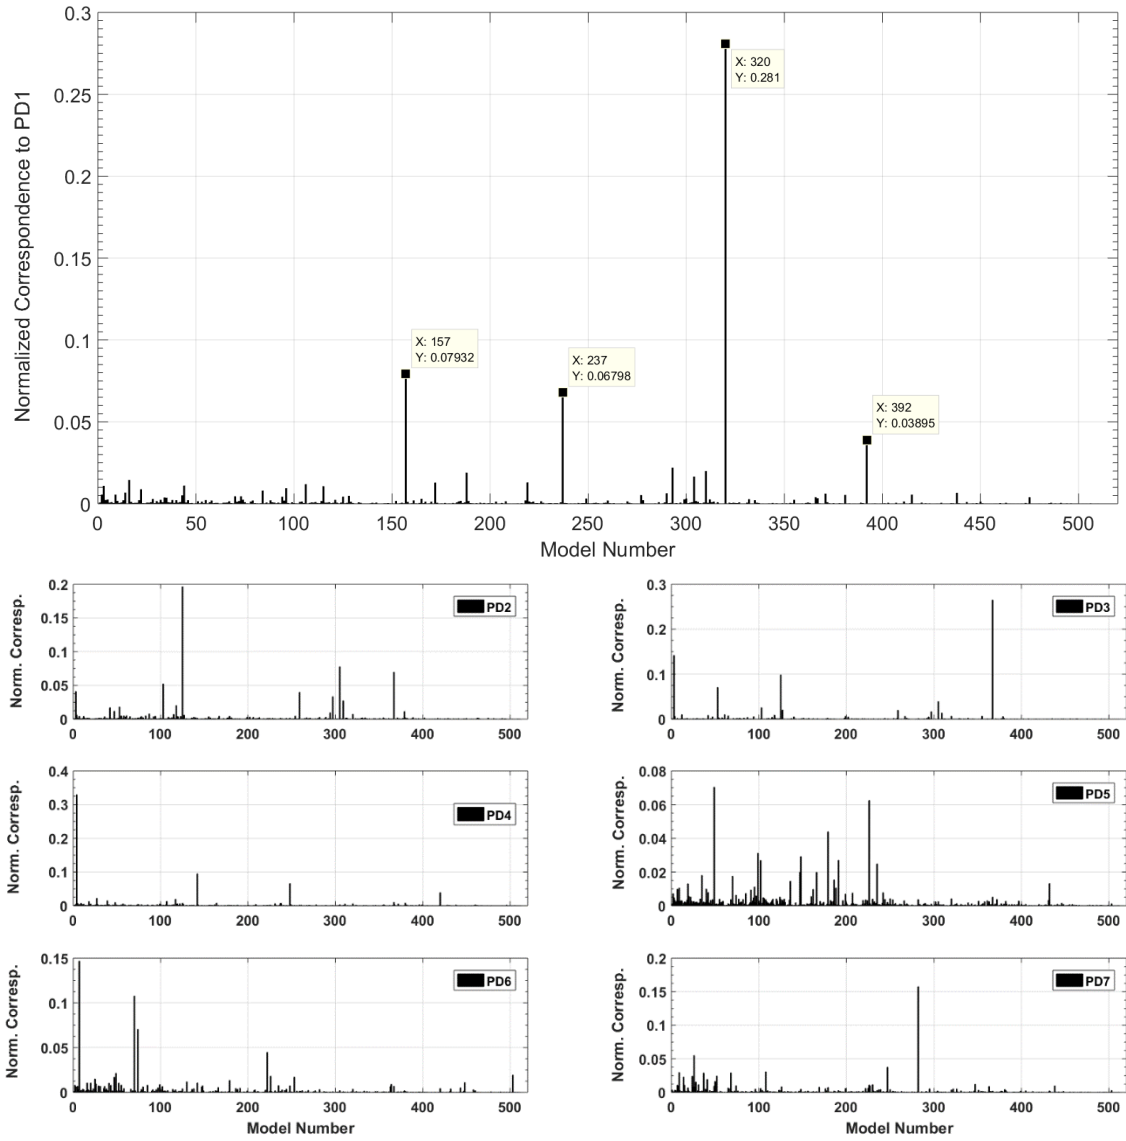 0.3
0.25
0.2
0.15
0.1
0.05
0
Normalized Correspondence to PD1
X: 320
Y: 0.281
X: 157
Y: 0.07932
X: 237
Y: 0.06798
X: 392
Y: 0.03895
0 50 100 150 200 250 300 350 400 450 500
Model Number
0.2
0.15
0.1
0.05
0
Norm. Corresp.
PD2
0 100 200 300 400 500
0.3
0.2
0.1
0
Norm. Corresp.
PD3
0 100 200 300 400 500
0.4
0.3
0.2
0.1
0
Norm. Corresp.
PD4
0 100 200 300 400 500
0.08
0.06
0.04
0.02
0
Norm. Corresp.
PD5
0 100 200 300 400 500
0.15
0.1
0.05
0
Norm. Corresp.
PD6
0 100 200 300 400 500
Model Number
0.2
0.15
0.1
0.05
0
Norm. Corresp.
PD7
0 100 200 300 400 500
Model Number